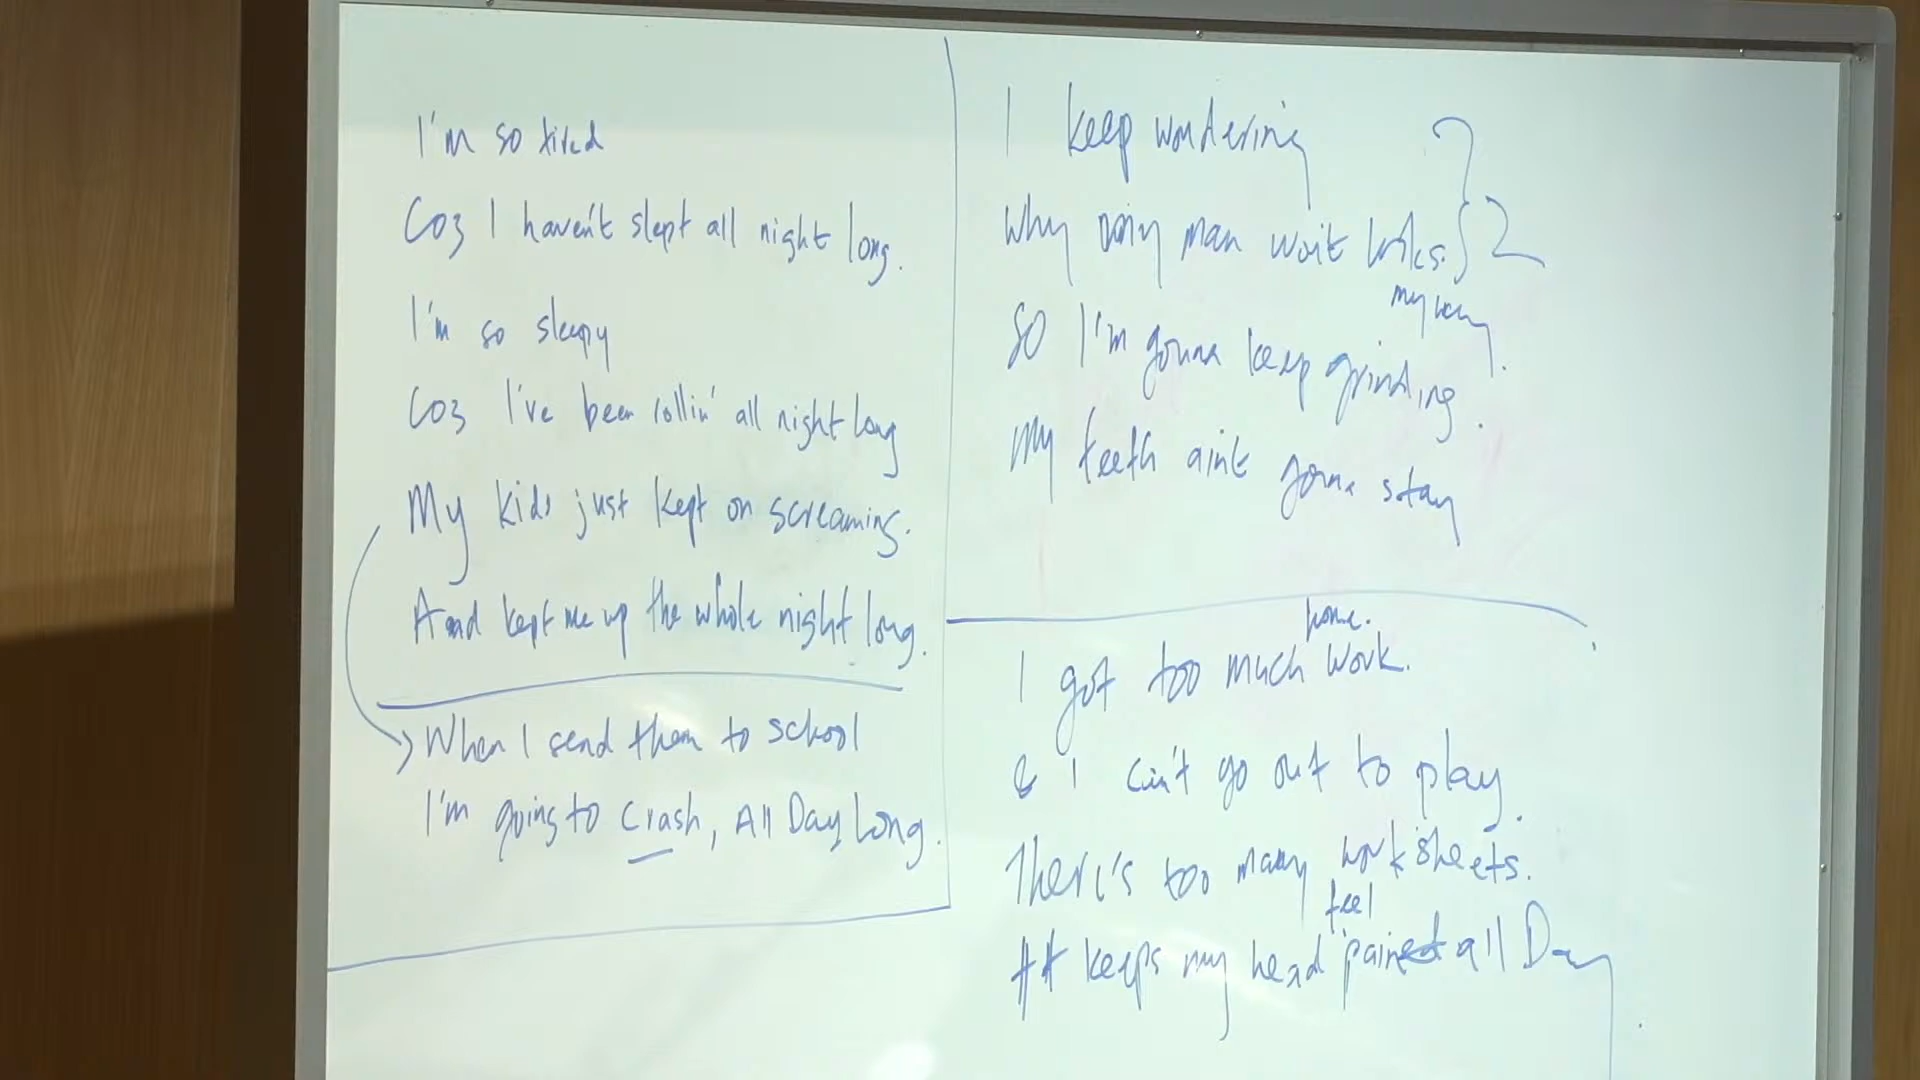 I'm so tired
Coz I haven't slept all night long.
I'm so sleepy
Coz I've been rollin' all night long
My kids just kept on screaming.
And kept me up the whole night long.
When I send them to school
I'm going to crash, All Day Long.
I keep wondering
why my man wait
2
my way
So I'm gonna keep grinding.
My teeth aint gonna stay
home.
I got too much work.
& I can't go out to play.
There's too many worksheets.
feel
It keeps my head pained all Day